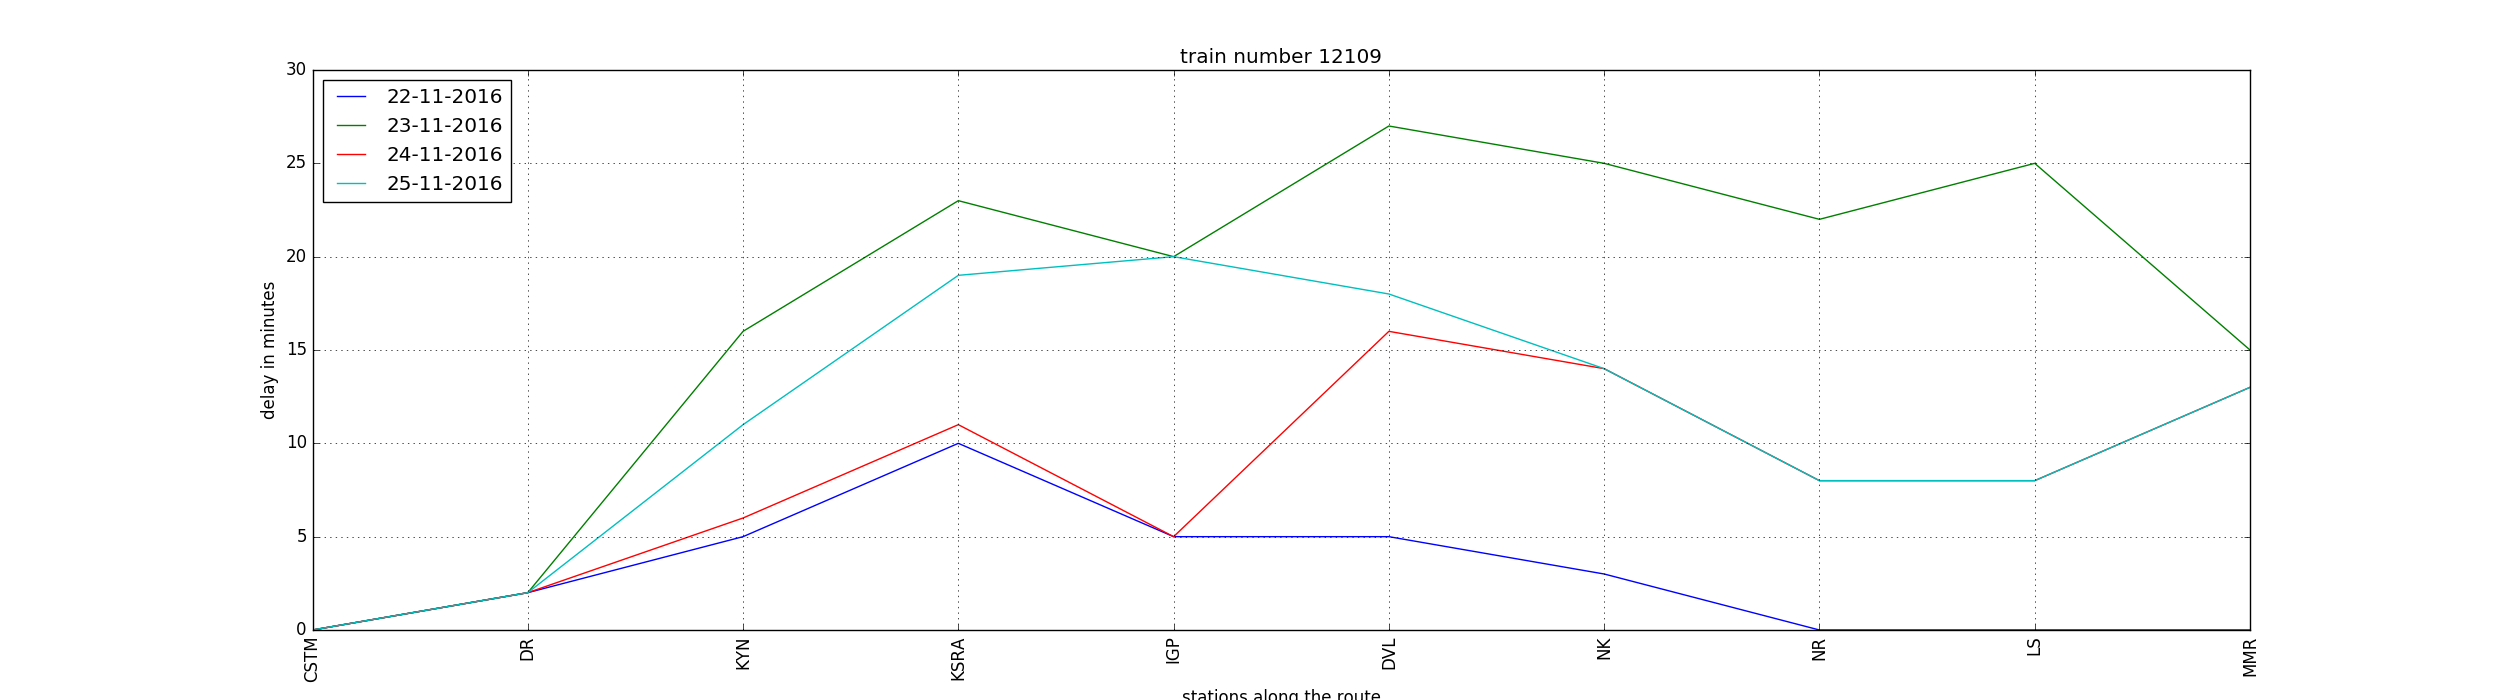 train number 12109
30
25
20
15
10
5
0
delay in minutes
22-11-2016
23-11-2016
24-11-2016
25-11-2016
CSTM
DR
KYN
KSRA
IGP
DVL
NK
NR
LS
MMR
stations along the route